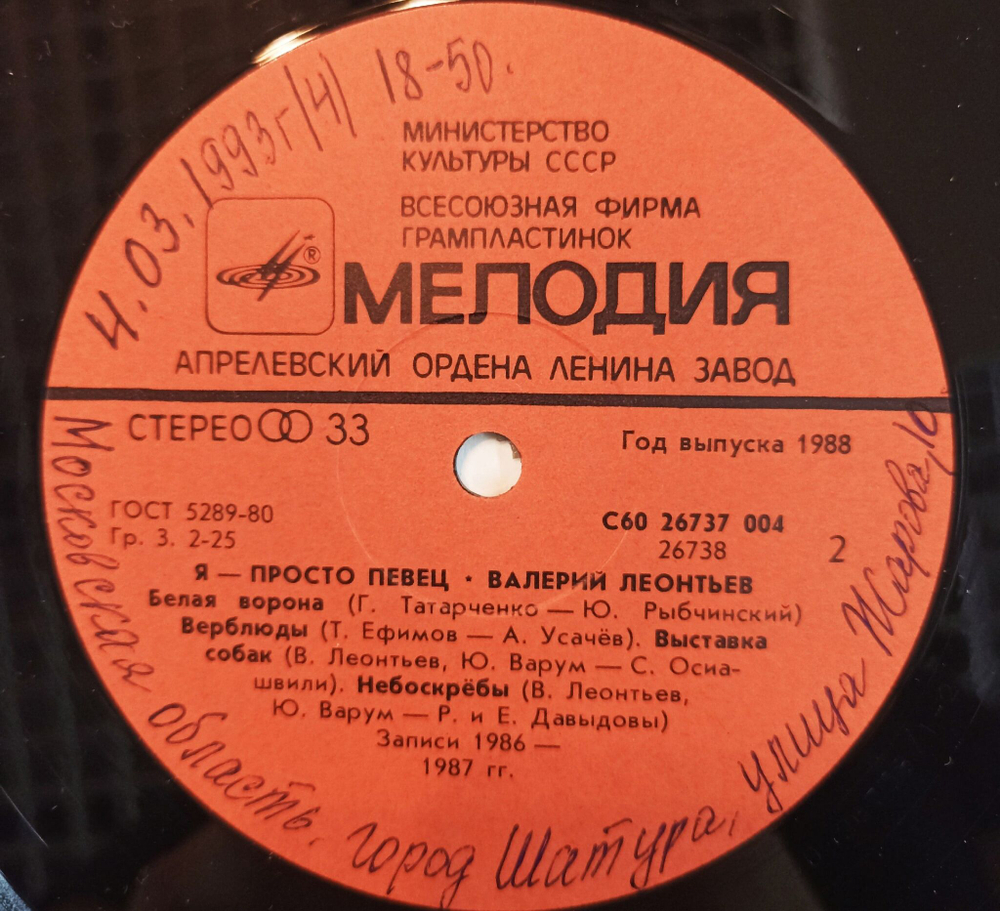 4.03.1993г(4) 18-50.
МИНИСТЕРСТВО
КУЛЬТУРЫ СССР
ВСЕСОЮЗНАЯ ФИРМА
ГРАМПЛАСТИНОК
®
МЕЛОДИЯ
АПРЕЛЕВСКИЙ ОРДЕНА ЛЕНИНА ЗАВОД
СТЕРЕО 33
Год выпуска 1988
ГОСТ 5289-80
Гр. 3. 2-25
С60 26737 004
26738
2
Я — ПРОСТО ПЕВЕЦ • ВАЛЕРИЙ ЛЕОНТЬЕВ
Белая ворона (Г. Татарченко — Ю. Рыбчинский)
Верблюды (Т. Ефимов — А. Усачёв). Выставка
собак (В. Леонтьев, Ю. Варум — С. Осиа-
швили). Небоскрёбы (В. Леонтьев,
Ю. Варум — Р. и Е. Давыдовы)
Записи 1986 —
1987 гг.
Московская область. город Шатура, улица Жарова, 10